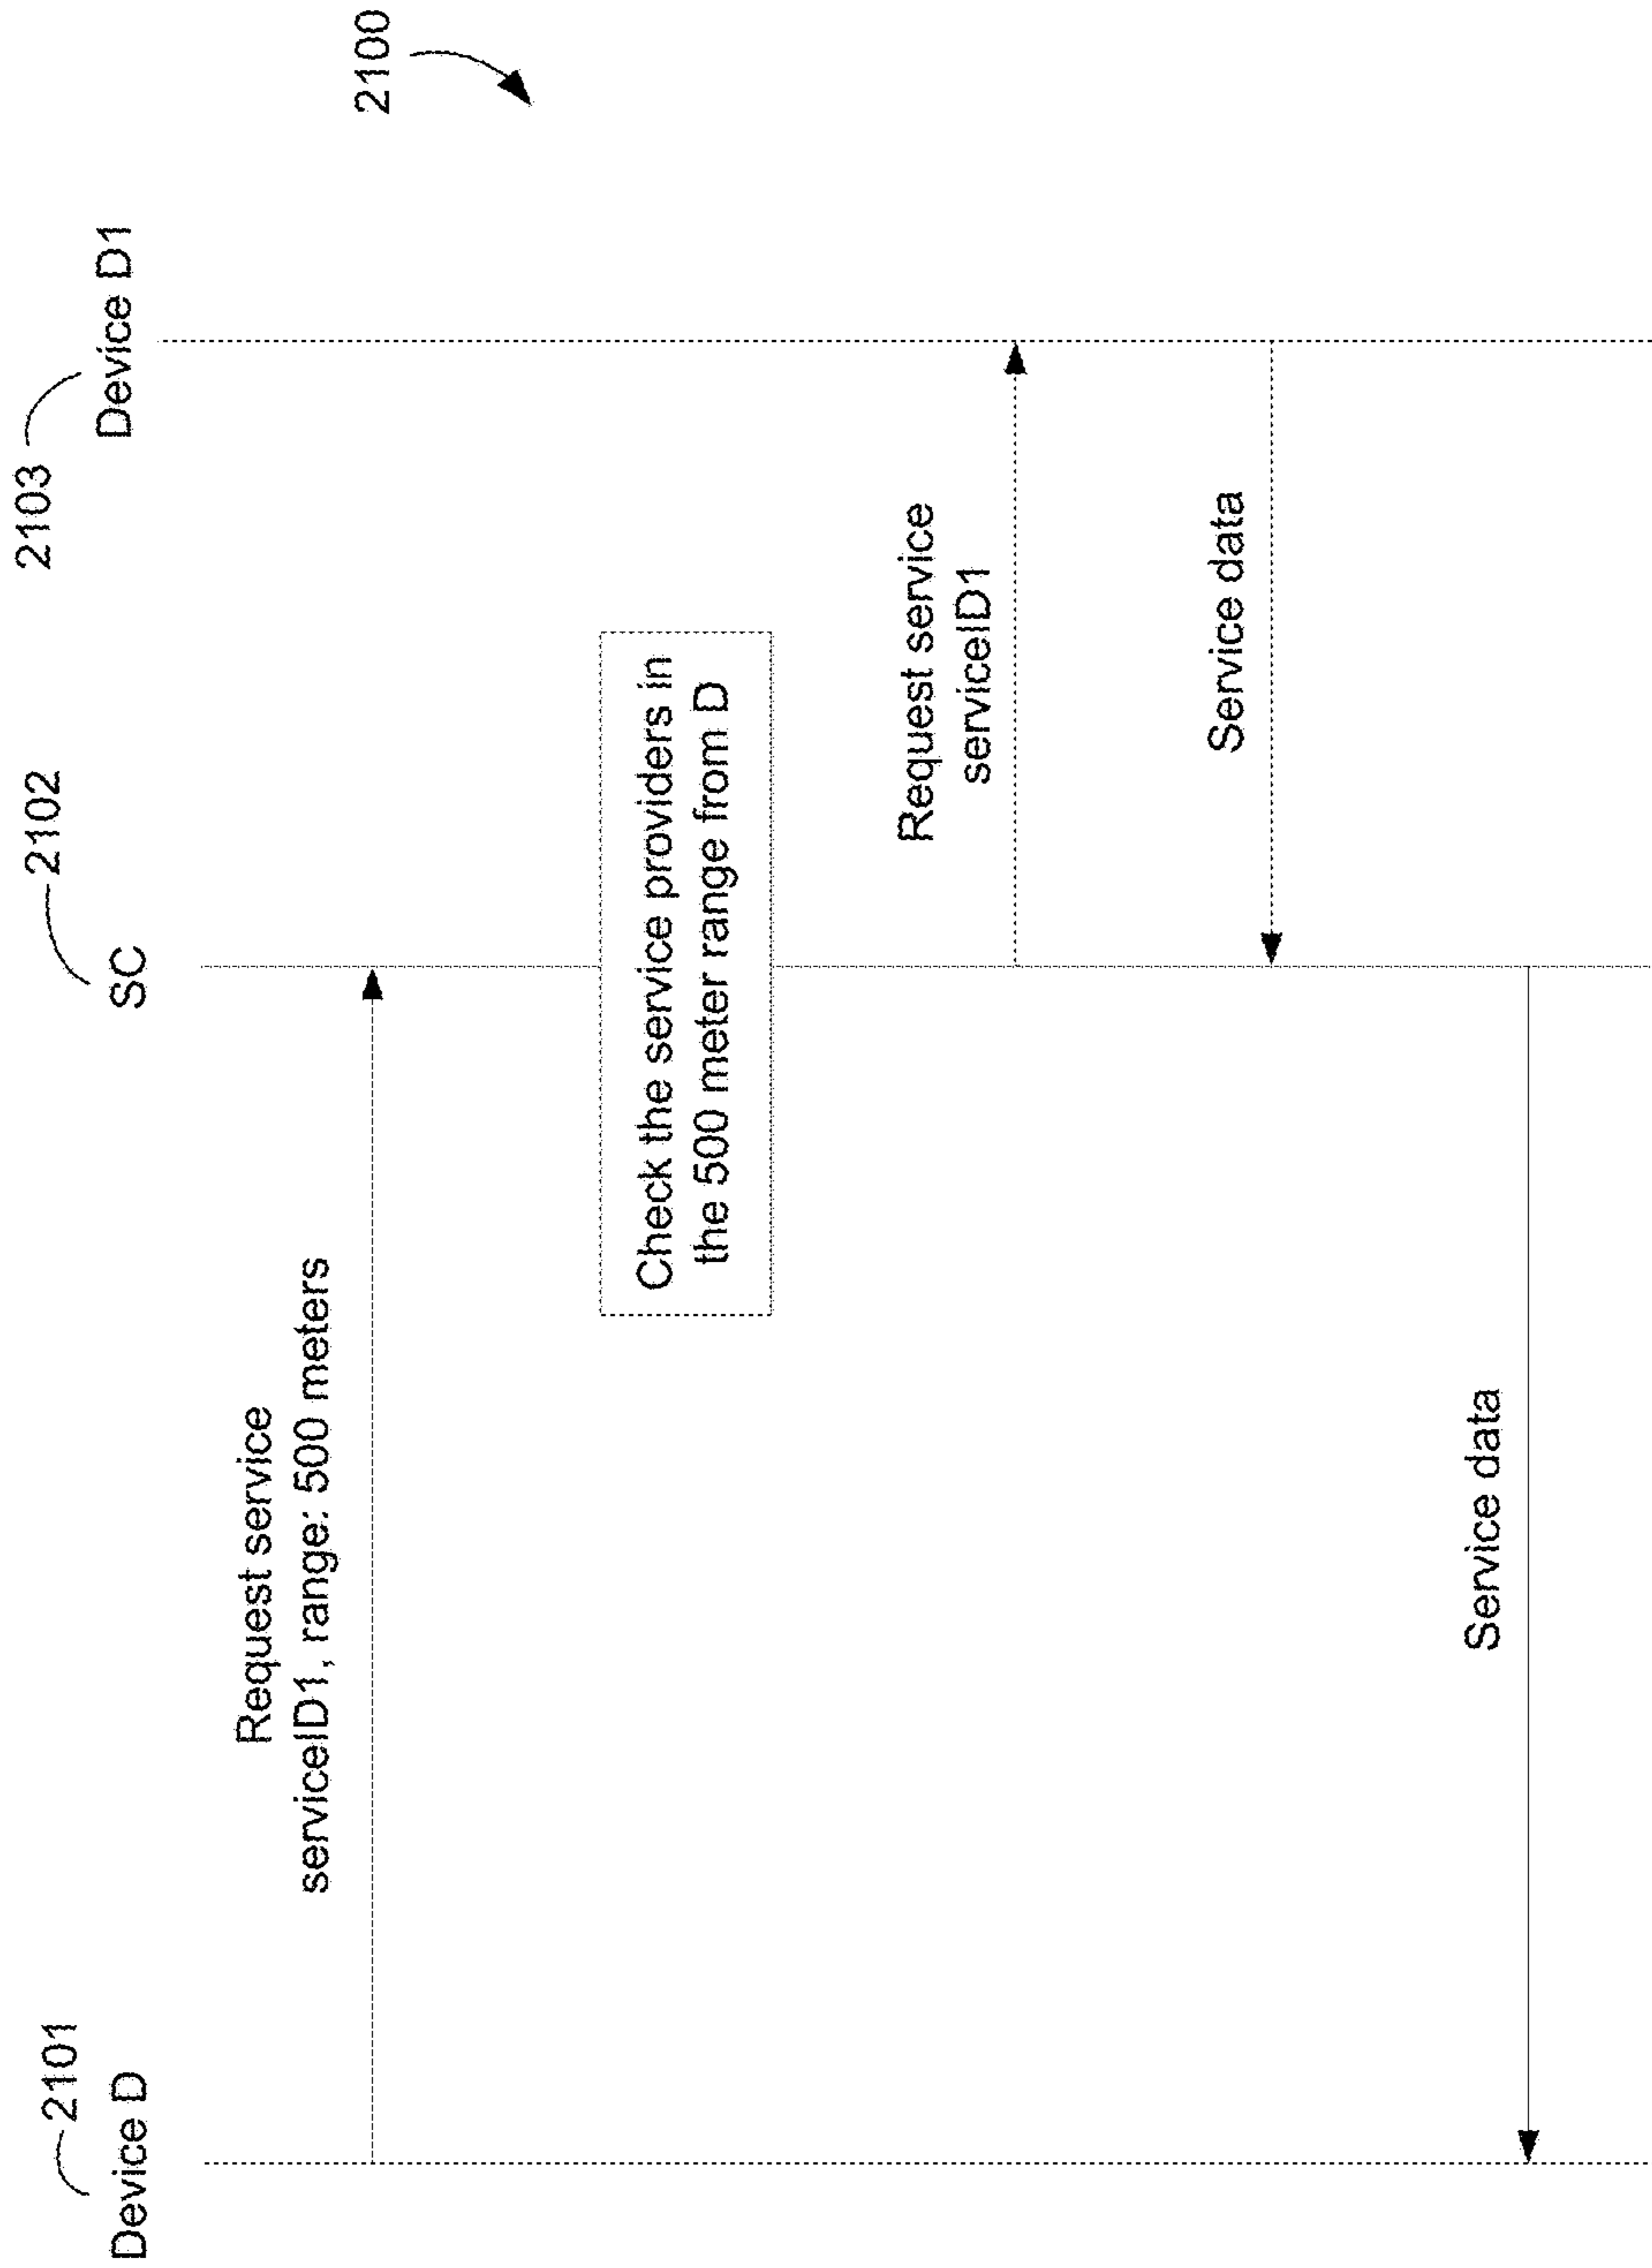 2101
Device D
2102
SC
2103
Device D1
2100
Request service
serviceID1, range: 500 meters
Check the service providers in
the 500 meter range from D
Request service
serviceID1
Service data
Service data